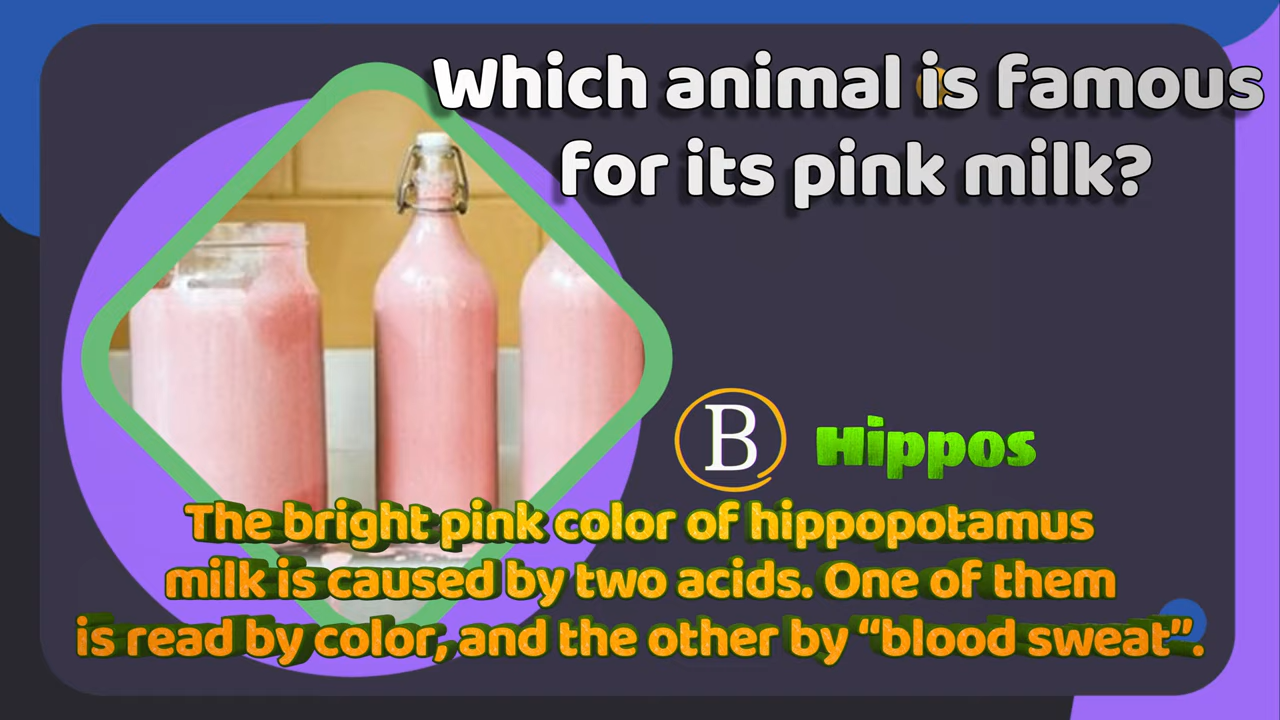 Which animal is famous
for its pink milk?
B Hippos
The bright pink color of hippopotamus
milk is caused by two acids. One of them
is read by color, and the other by “blood sweat”.